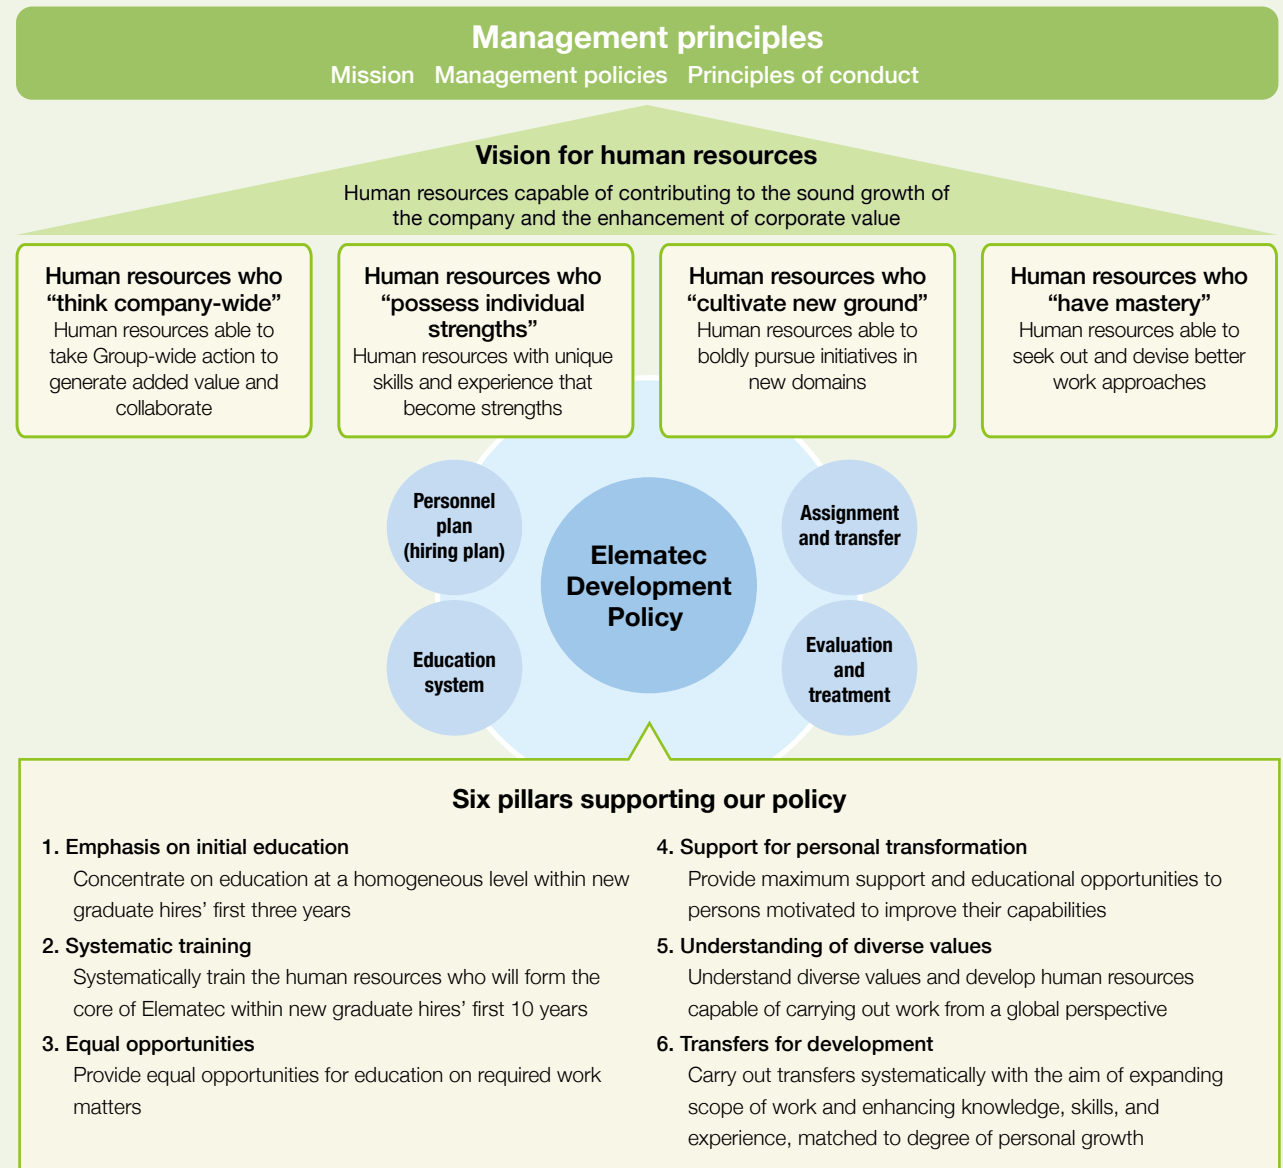 Management principles
Mission Management policies Principles of conduct
Vision for human resources
Human resources capable of contributing to the sound growth of
the company and the enhancement of corporate value
Human resources who
“think company-wide”
Human resources able to
take Group-wide action to
generate added value and
collaborate
Human resources who
“possess individual
strengths”
Human resources with unique
skills and experience that
become strengths
Human resources who
“cultivate new ground”
Human resources able to
boldly pursue initiatives in
new domains
Human resources who
“have mastery”
Human resources able to
seek out and devise better
work approaches
Personnel
plan
(hiring plan)
Education
system
Elematec
Development
Policy
Assignment
and transfer
Evaluation
and
treatment
Six pillars supporting our policy
1. Emphasis on initial education
Concentrate on education at a homogeneous level within new
graduate hires’ first three years
2. Systematic training
Systematically train the human resources who will form the
core of Elematec within new graduate hires’ first 10 years
3. Equal opportunities
Provide equal opportunities for education on required work
matters
4. Support for personal transformation
Provide maximum support and educational opportunities to
persons motivated to improve their capabilities
5. Understanding of diverse values
Understand diverse values and develop human resources
capable of carrying out work from a global perspective
6. Transfers for development
Carry out transfers systematically with the aim of expanding
scope of work and enhancing knowledge, skills, and
experience, matched to degree of personal growth